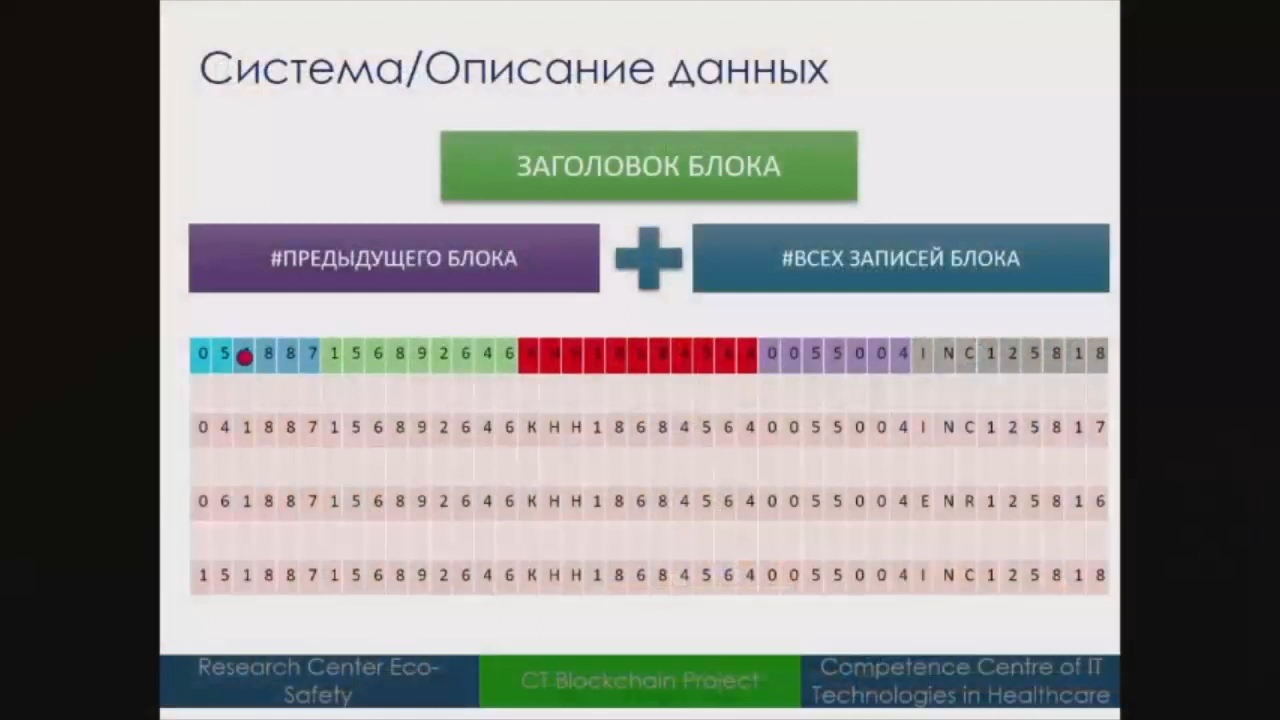 Система/Описание данных
ЗАГОЛОВОК БЛОКА
#ПРЕДЫДУЩЕГО БЛОКА
#ВСЕХ ЗАПИСЕЙ БЛОКА
0 5 8 8 7 1 5 6 8 9 2 6 4 6 0 0 5 5 0 0 4 I N C 1 2 5 8 1 8
0 4 1 8 8 7 1 5 6 8 9 2 6 4 6 К Н Н 1 8 6 8 4 5 6 4 0 0 5 5 0 0 4 I N C 1 2 5 8 1 7
0 6 1 8 8 7 1 5 6 8 9 2 6 4 6 К Н Н 1 8 6 8 4 5 6 4 0 0 5 5 0 0 4 E N R 1 2 5 8 1 6
1 5 1 8 8 7 1 5 6 8 9 2 6 4 6 К Н Н 1 8 6 8 4 5 6 4 0 0 5 5 0 0 4 I N C 1 2 5 8 1 8
Research Center Eco-
Safety
CT Blockchain Project
Competence Centre of IT
Technologies in Healthcare